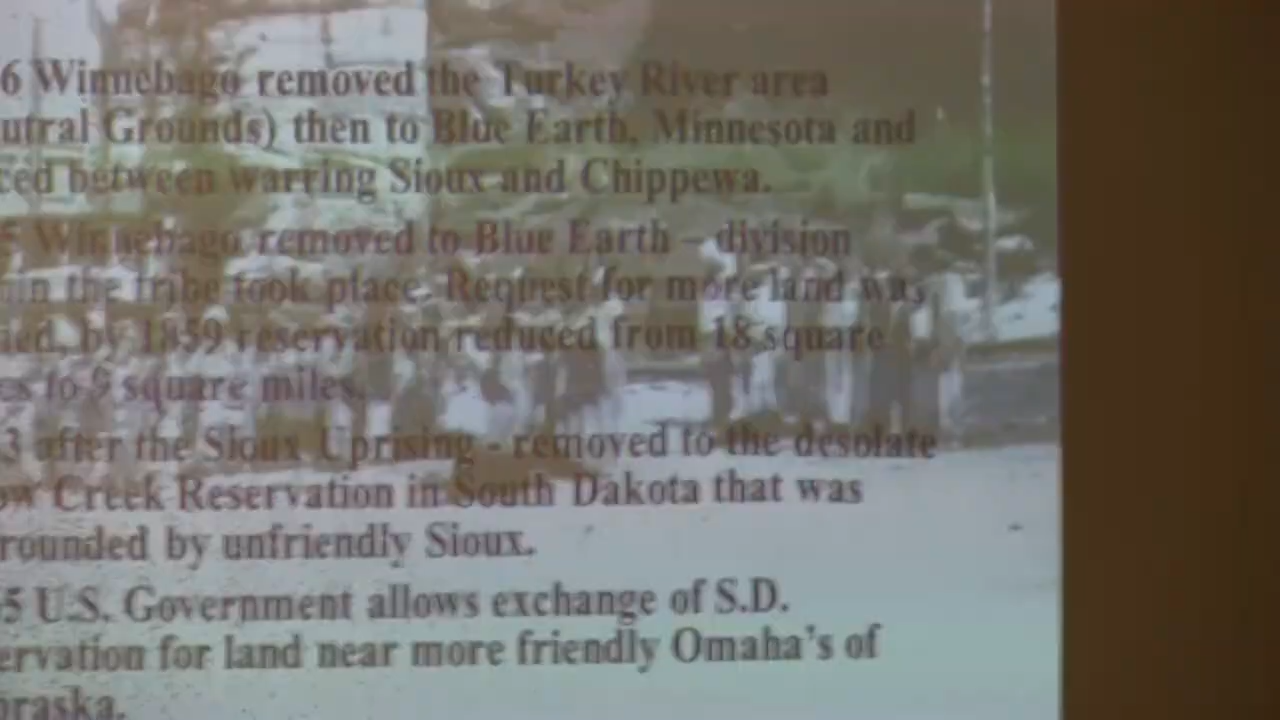 6 Winnebago removed the Turkey River area
utral Grounds) then to Blue Earth, Minnesota and
ced between warring Sioux and Chippewa.
5 Winnebago removed to Blue Earth – division
in the tribe took place. Request for more land was
ied, by 1859 reservation reduced from 18 square
es to 9 square miles.
3 after the Sioux Uprising - removed to the desolate
ow Creek Reservation in South Dakota that was
rounded by unfriendly Sioux.
5 U.S. Government allows exchange of S.D.
ervation for land near more friendly Omaha's of
braska.